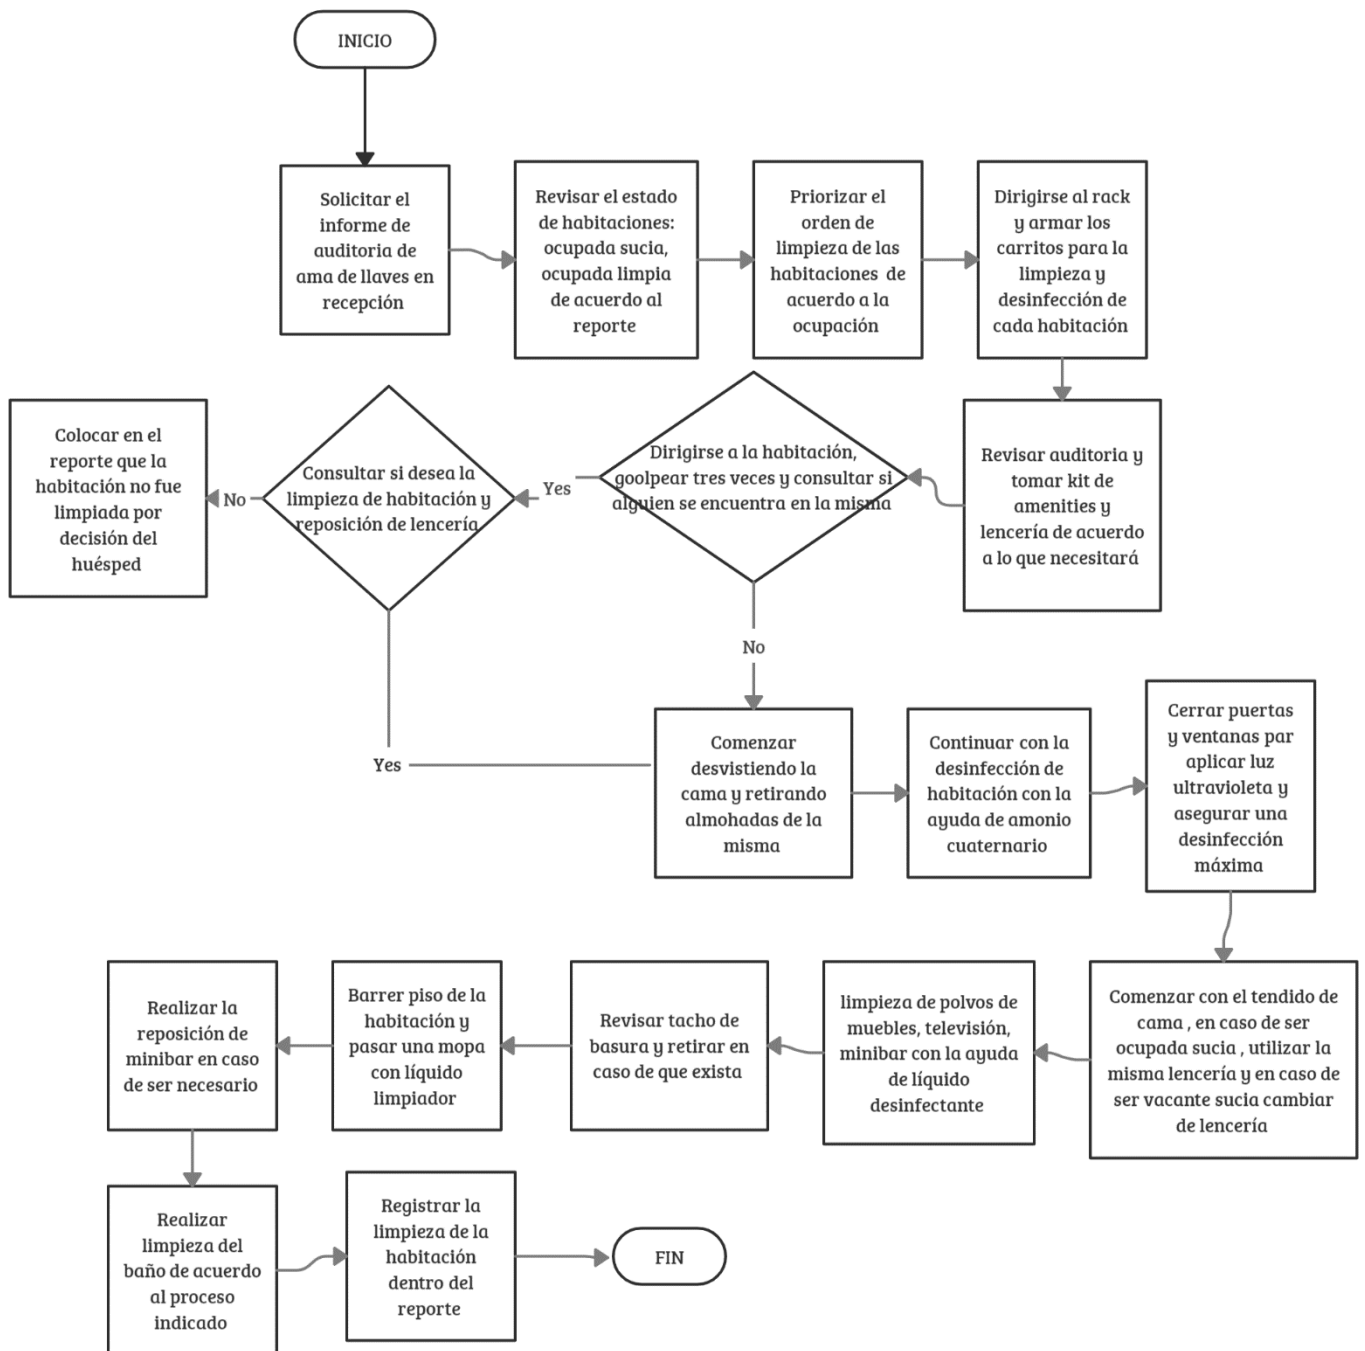 INICIO
Solicitar el
informe de
auditoria de
ama de llaves en
recepción
Revisar el estado
de habitaciones:
ocupada sucia,
ocupada limpia
de acuerdo al
reporte
Priorizar el
orden de
limpieza de las
habitaciones de
acuerdo a la
ocupación
Dirigirse al rack
y armar los
carritos para la
limpieza y
desinfección de
cada habitación
Revisar auditoria y
tomar kit de
amenities y
lencería de acuerdo
a lo que necesitará
Dirigirse a la habitación,
goolpear tres veces y consultar si
alguien se encuentra en la misma
Yes
Consultar si desea la
limpieza de habitación y
reposición de lencería
No
Colocar en el
reporte que la
habitación no fue
limpiada por
decisión del
huésped
No
Yes
Comenzar
desvistiendo la
cama y retirando
almohadas de la
misma
Continuar con la
desinfección de
habitación con la
ayuda de amonio
cuaternario
Cerrar puertas
y ventanas par
aplicar luz
ultravioleta y
asegurar una
desinfección
máxima
Comenzar con el tendido de
cama , en caso de ser
ocupada sucia , utilizar la
misma lencería y en caso de
ser vacante sucia cambiar
de lencería
limpieza de polvos de
muebles, televisión,
minibar con la ayuda
de líquido
desinfectante
Revisar tacho de
basura y retirar en
caso de que exista
Barrer piso de la
habitación y
pasar una mopa
con líquido
limpiador
Realizar la
reposición de
minibar en caso
de ser necesario
Realizar
limpieza del
baño de acuerdo
al proceso
indicado
Registrar la
limpieza de la
habitación
dentro del
reporte
FIN